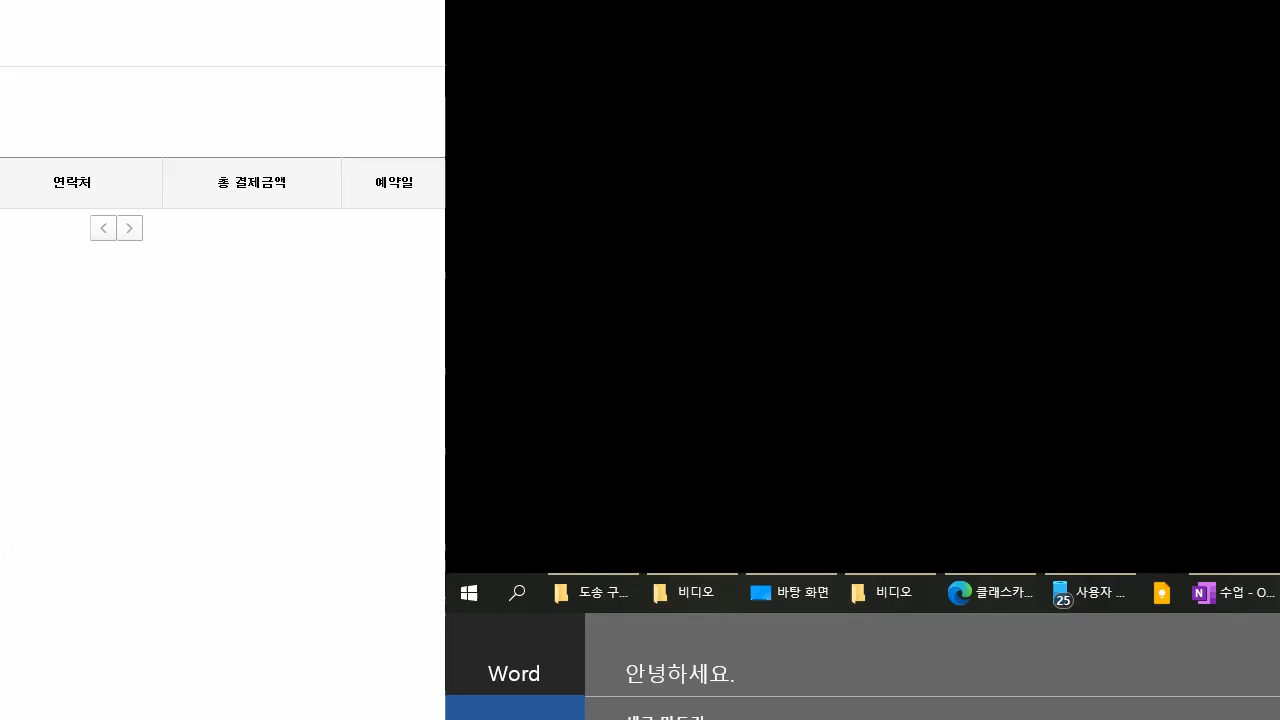 연락처 총 결제금액 예약일
도송 구... 비디오 바탕 화면 비디오 클래스카... 25 사용자 ... N 수업 - O...
Word 안녕하세요.